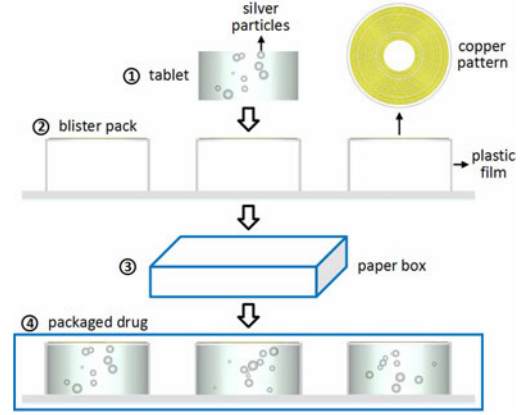 silver
particles
① tablet
copper
pattern
② blister pack
plastic
film
③
paper box
④ packaged drug